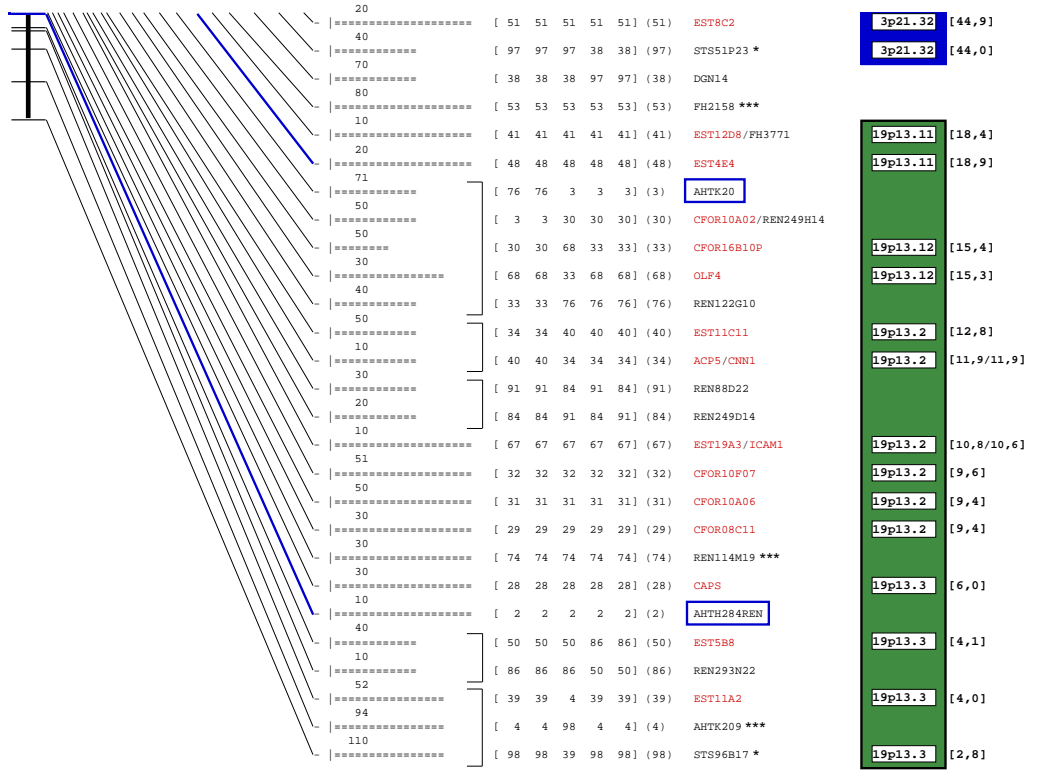 20
- |=================== [ 51 51 51 51 51] (51) EST8C2 3p21.32 [44,9]
40
- |============ [ 97 97 97 38 38] (97) STS51P23 * 3p21.32 [44,0]
70
- |============ [ 38 38 38 97 97] (38) DGN14
80
- |==================== [ 53 53 53 53 53] (53) FH2158 ***
10
- |==================== [ 41 41 41 41 41] (41) EST12D8/FH3771 19p13.11 [18,4]
20
- |==================== [ 48 48 48 48 48] (48) EST4E4 19p13.11 [18,9]
71
- |============ [ 76 76 3 3 3] (3) AHTK20
50
- |============ [ 3 3 30 30 30] (30) CFOR10A02/REN249H14
50
- |======== [ 30 30 68 33 33] (33) CFOR16B10P 19p13.12 [15,4]
30
- |================ [ 68 68 33 68 68] (68) OLF4 19p13.12 [15,3]
40
- |============ [ 33 33 76 76 76] (76) REN122G10
50
- |============ [ 34 34 40 40 40] (40) EST11C11 19p13.2 [12,8]
10
- |============ [ 40 40 34 34 34] (34) ACP5/CNN1 19p13.2 [11,9/11,9]
30
- |============ [ 91 91 84 91 84] (91) REN88D22
20
- |============ [ 84 84 91 84 91] (84) REN249D14
10
- |==================== [ 67 67 67 67 67] (67) EST19A3/ICAM1 19p13.2 [10,8/10,6]
51
- |==================== [ 32 32 32 32 32] (32) CFOR10F07 19p13.2 [9,6]
50
- |==================== [ 31 31 31 31 31] (31) CFOR10A06 19p13.2 [9,4]
30
- |==================== [ 29 29 29 29 29] (29) CFOR08C11 19p13.2 [9,4]
30
- |==================== [ 74 74 74 74 74] (74) REN114M19 ***
30
- |==================== [ 28 28 28 28 28] (28) CAPS 19p13.3 [6,0]
10
- |==================== [ 2 2 2 2 2] (2) AHTH284REN
40
- |============ [ 50 50 50 86 86] (50) EST5B8 19p13.3 [4,1]
10
- |============ [ 86 86 86 50 50] (86) REN293N22
52
- |================ [ 39 39 4 39 39] (39) EST11A2 19p13.3 [4,0]
94
- |================ [ 4 4 98 4 4] (4) AHTK209 ***
110
- |================ [ 98 98 39 98 98] (98) STS96B17 * 19p13.3 [2,8]